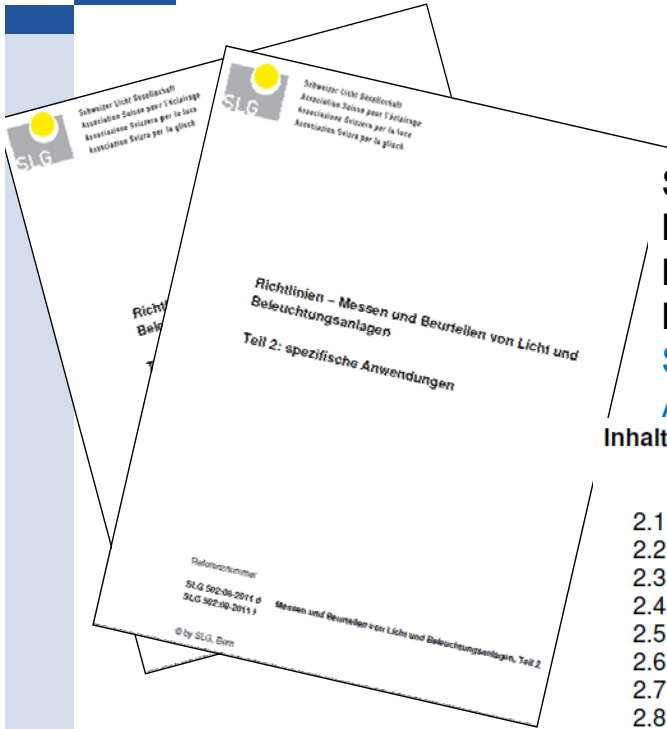 Schweizer Licht Gesellschaft
Association Suisse pour l'éclairage
Associazione Svizzera per la luce
Associaziun Svizra per la glisch
SLG
Schweizer Licht Gesellschaft
Association Suisse pour l'éclairage
Associazione Svizzera per la luce
Associaziun Svizra per la glisch
SLG
Richtlinien – Messen und Beurteilen von Licht und
Beleuchtungsanlagen
Teil 2: spezifische Anwendungen
Referenznummer
SLG 502:06-2011 d
SLG 502:06-2011 f
Messen und Beurteilen von Licht und Beleuchtungsanlagen, Teil 2
© by SLG, Bern
Inhalt
2.1
2.2
2.3
2.4
2.5
2.6
2.7
2.8